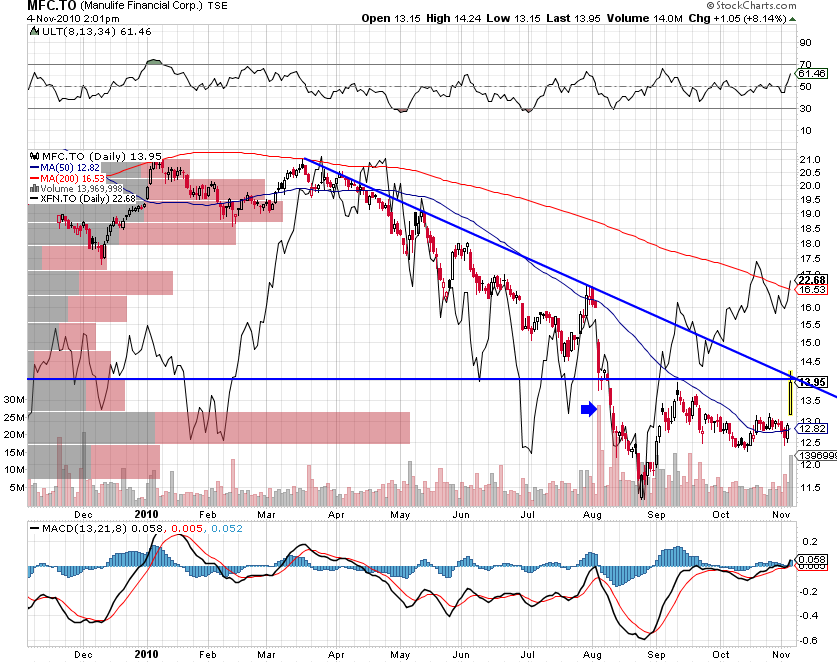 MFC.TO (Manulife Financial Corp.) TSE © StockCharts.com
4-Nov-2010 2:01pm Open 13.15 High 14.24 Low 13.15 Last 13.95 Volume 14.0M Chg +1.05 (+8.14%)
ULT(8,13,34) 61.46
90
70
61.46
50
30
10
MFC.TO (Daily) 13.95
MA(50) 12.82
MA(200) 16.53
Volume 13,969,998
XFN.TO (Daily) 22.68
21.0
20.5
20.0
19.5
19.0
18.5
18.0
17.5
17.0
22.68
16.53
16.0
15.5
15.0
14.5
13.95
13.5
13.0
12.82
12.5
12.0
11.5
30M
25M
20M
15M
10M
5M
Dec 2010 Feb Mar Apr May Jun Jul Aug Sep Oct Nov
MACD(13,21,8) 0.058, 0.005, 0.052
0.2
0.058
-0.2
-0.4
-0.6
Dec 2010 Feb Mar Apr May Jun Jul Aug Sep Oct Nov